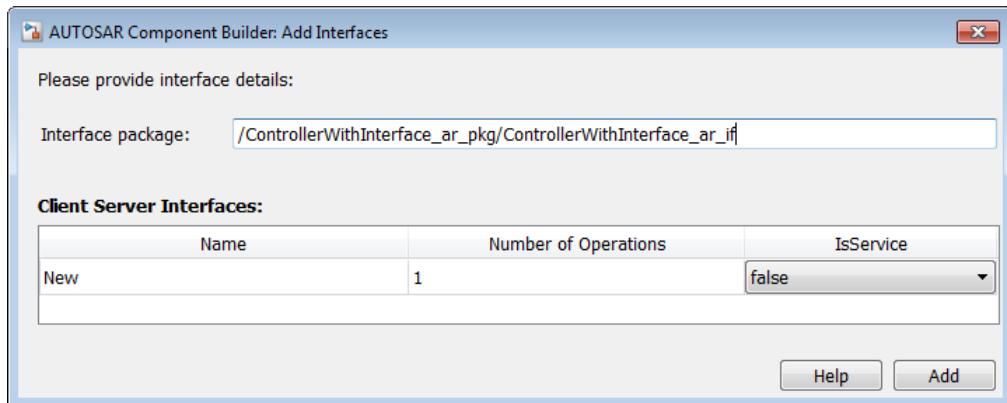 AUTOSAR Component Builder: Add Interfaces
Please provide interface details:
Interface package: /ControllerWithInterface_ar_pkg/ControllerWithInterface_ar_if
Client Server Interfaces:
Name Number of Operations IsService
New 1 false
Help Add